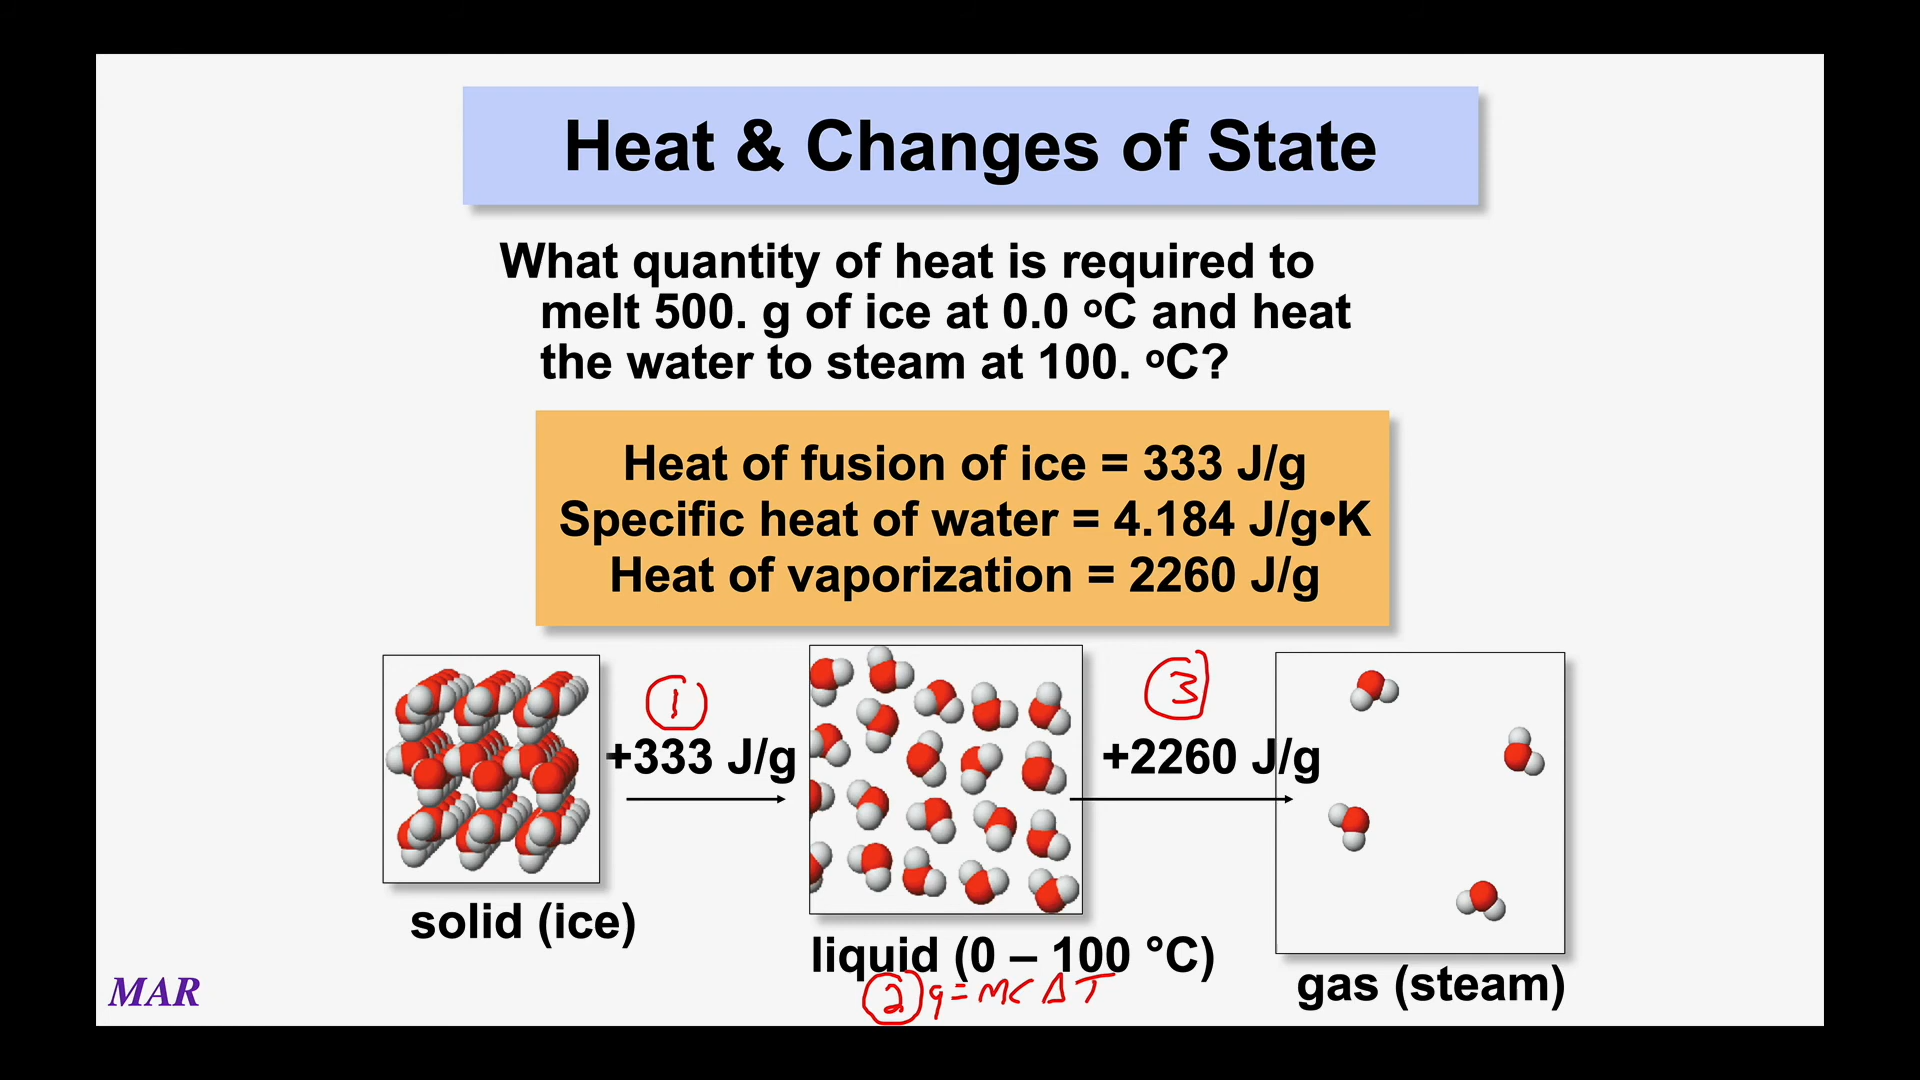 Heat & Changes of State
What quantity of heat is required to
melt 500. g of ice at 0.0 °C and heat
the water to steam at 100. °C?
Heat of fusion of ice = 333 J/g
Specific heat of water = 4.184 J/g•K
Heat of vaporization = 2260 J/g
1
3
+333 J/g
+2260 J/g
solid (ice)
liquid (0 – 100 °C)
gas (steam)
2 q = mc ΔT
MAR